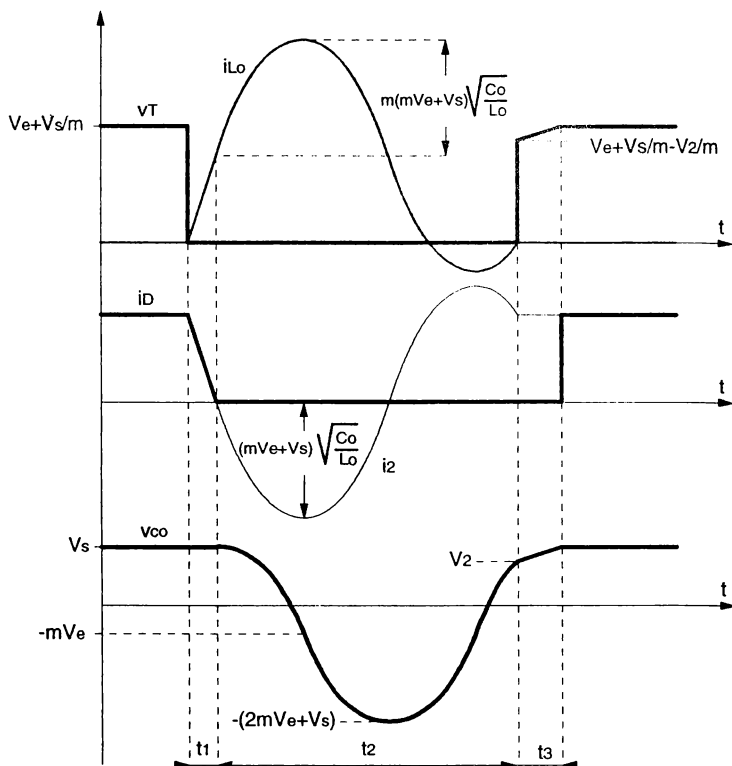 iLo
m(mVe+Vs)√Co/Lo
vT
Ve+Vs/m
Ve+Vs/m-V2/m
t
iD
t
(mVe+Vs)√Co/Lo
i2
vco
Vs
V2
t
-mVe
-(2mVe+Vs)
t1
t2
t3